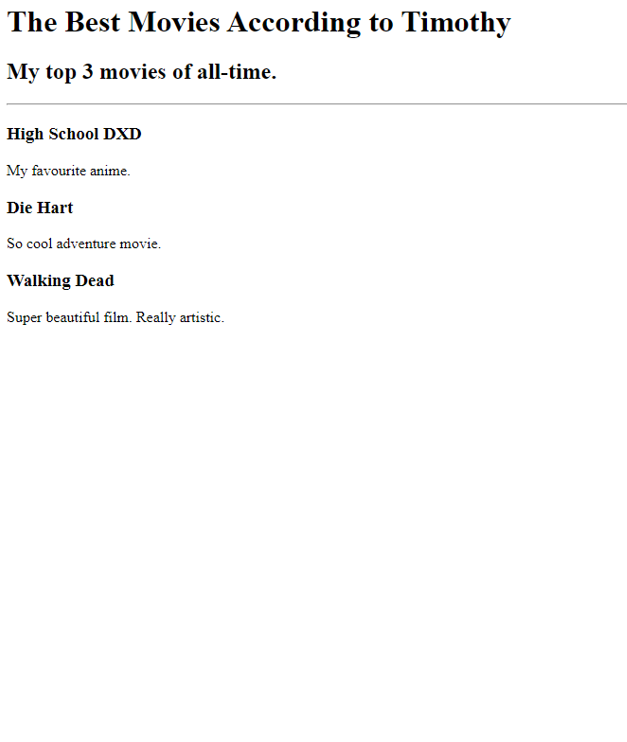 The Best Movies According to Timothy
My top 3 movies of all-time.
High School DXD
My favourite anime.
Die Hart
So cool adventure movie.
Walking Dead
Super beautiful film. Really artistic.